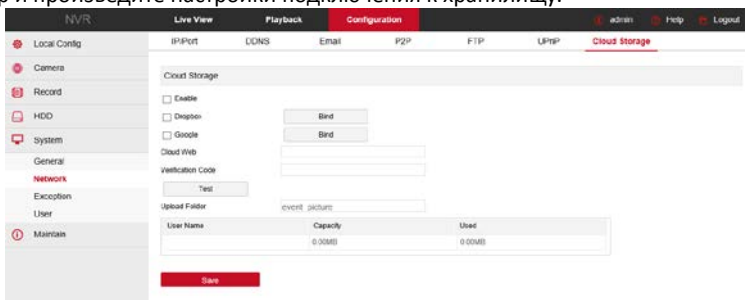 и произведите настройки подключения к хранилищу.
NVR Live View Playback Configuration admin Help Logout
Local Config IP/Port DDNS Email P2P FTP UPnP Cloud Storage
Camera
Cloud Storage
Record
Enable
HDD
Dropbox Bind
System
Google Bind
General
Cloud Web
Network
Verification Code
Exception
Test
User
Upload Folder event_picture
Maintain
User Name Capacity Used
0.00MB 0.00MB
Save